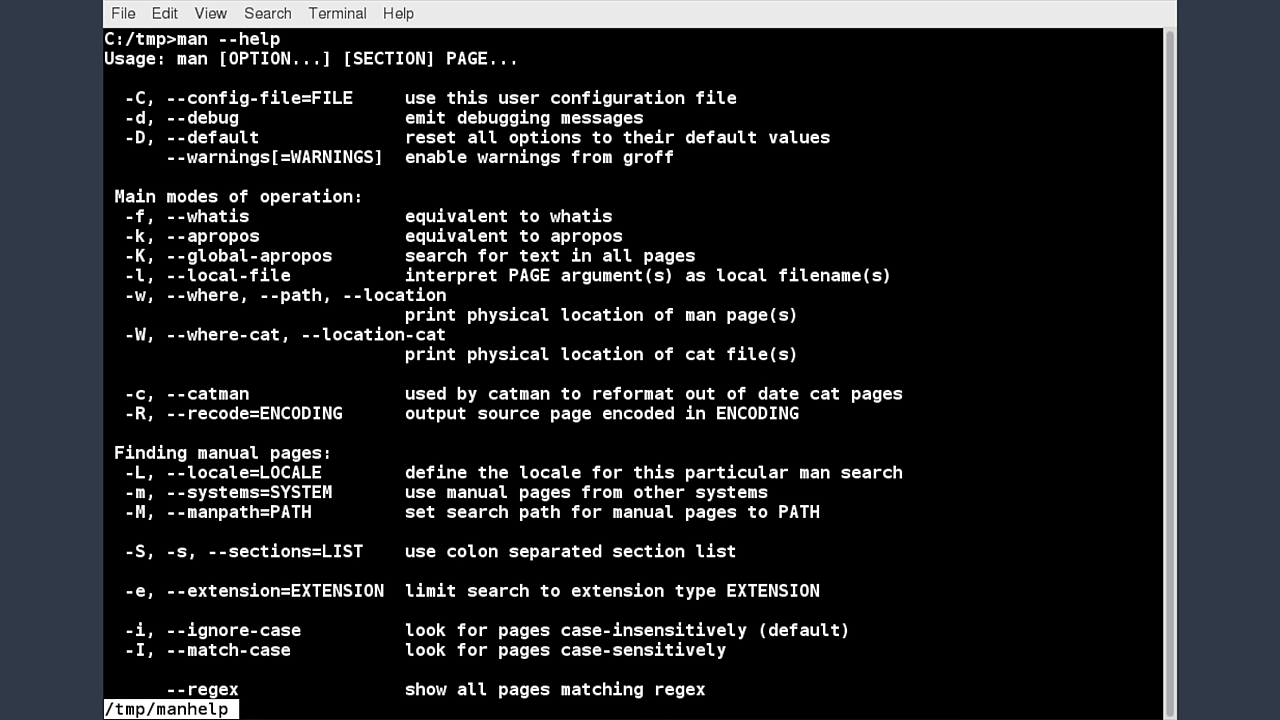 File Edit View Search Terminal Help
C:/tmp>man --help
Usage: man [OPTION...] [SECTION] PAGE...
-C, --config-file=FILE use this user configuration file
-d, --debug emit debugging messages
-D, --default reset all options to their default values
--warnings[=WARNINGS] enable warnings from groff
Main modes of operation:
-f, --whatis equivalent to whatis
-k, --apropos equivalent to apropos
-K, --global-apropos search for text in all pages
-l, --local-file interpret PAGE argument(s) as local filename(s)
-w, --where, --path, --location
print physical location of man page(s)
-W, --where-cat, --location-cat
print physical location of cat file(s)
-c, --catman used by catman to reformat out of date cat pages
-R, --recode=ENCODING output source page encoded in ENCODING
Finding manual pages:
-L, --locale=LOCALE define the locale for this particular man search
-m, --systems=SYSTEM use manual pages from other systems
-M, --manpath=PATH set search path for manual pages to PATH
-S, -s, --sections=LIST use colon separated section list
-e, --extension=EXTENSION limit search to extension type EXTENSION
-i, --ignore-case look for pages case-insensitively (default)
-I, --match-case look for pages case-sensitively
--regex show all pages matching regex
/tmp/manhelp